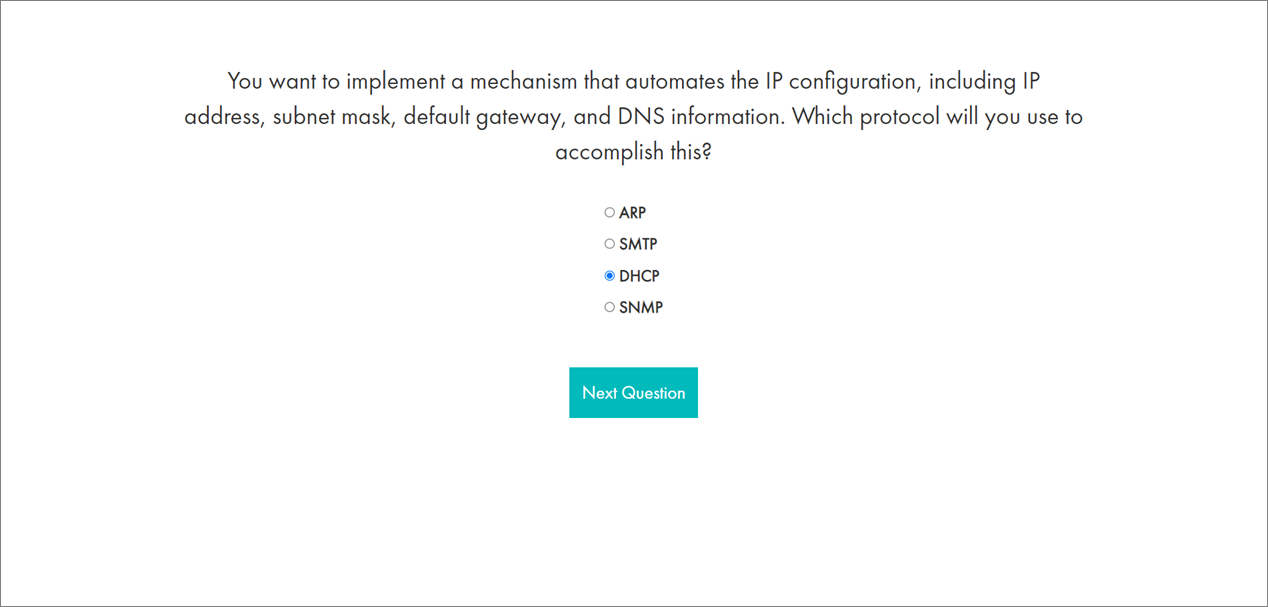 You want to implement a mechanism that automates the IP configuration, including IP
address, subnet mask, default gateway, and DNS information. Which protocol will you use to
accomplish this?
ARP
SMTP
DHCP
SNMP
Next Question